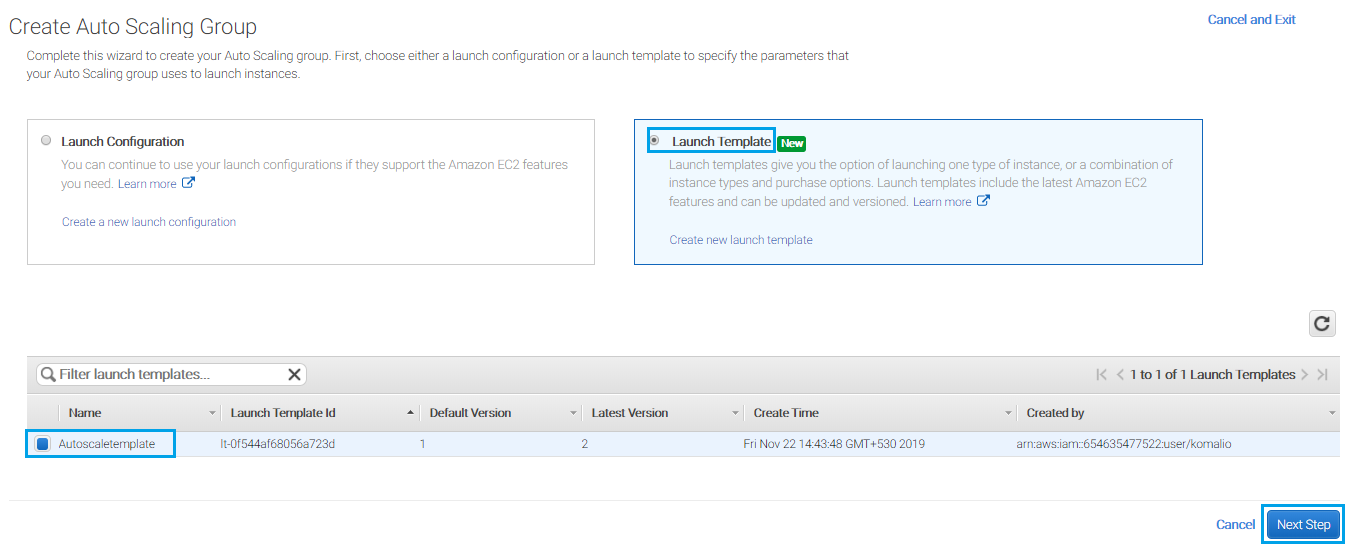 Create Auto Scaling Group
Cancel and Exit
Complete this wizard to create your Auto Scaling group. First, choose either a launch configuration or a launch template to specify the parameters that
your Auto Scaling group uses to launch instances.
Launch Configuration
You can continue to use your launch configurations if they support the Amazon EC2 features
you need. Learn more
Create a new launch configuration
Launch Template New
Launch templates give you the option of launching one type of instance, or a combination of
instance types and purchase options. Launch templates include the latest Amazon EC2
features and can be updated and versioned. Learn more
Create new launch template
Filter launch templates...
1 to 1 of 1 Launch Templates
Name Launch Template Id Default Version Latest Version Create Time Created by
Autoscaletemplate lt-0f544af68056a723d 1 2 Fri Nov 22 14:43:48 GMT+530 2019 arn:aws:iam::654635477522:user/komalio
Cancel Next Step